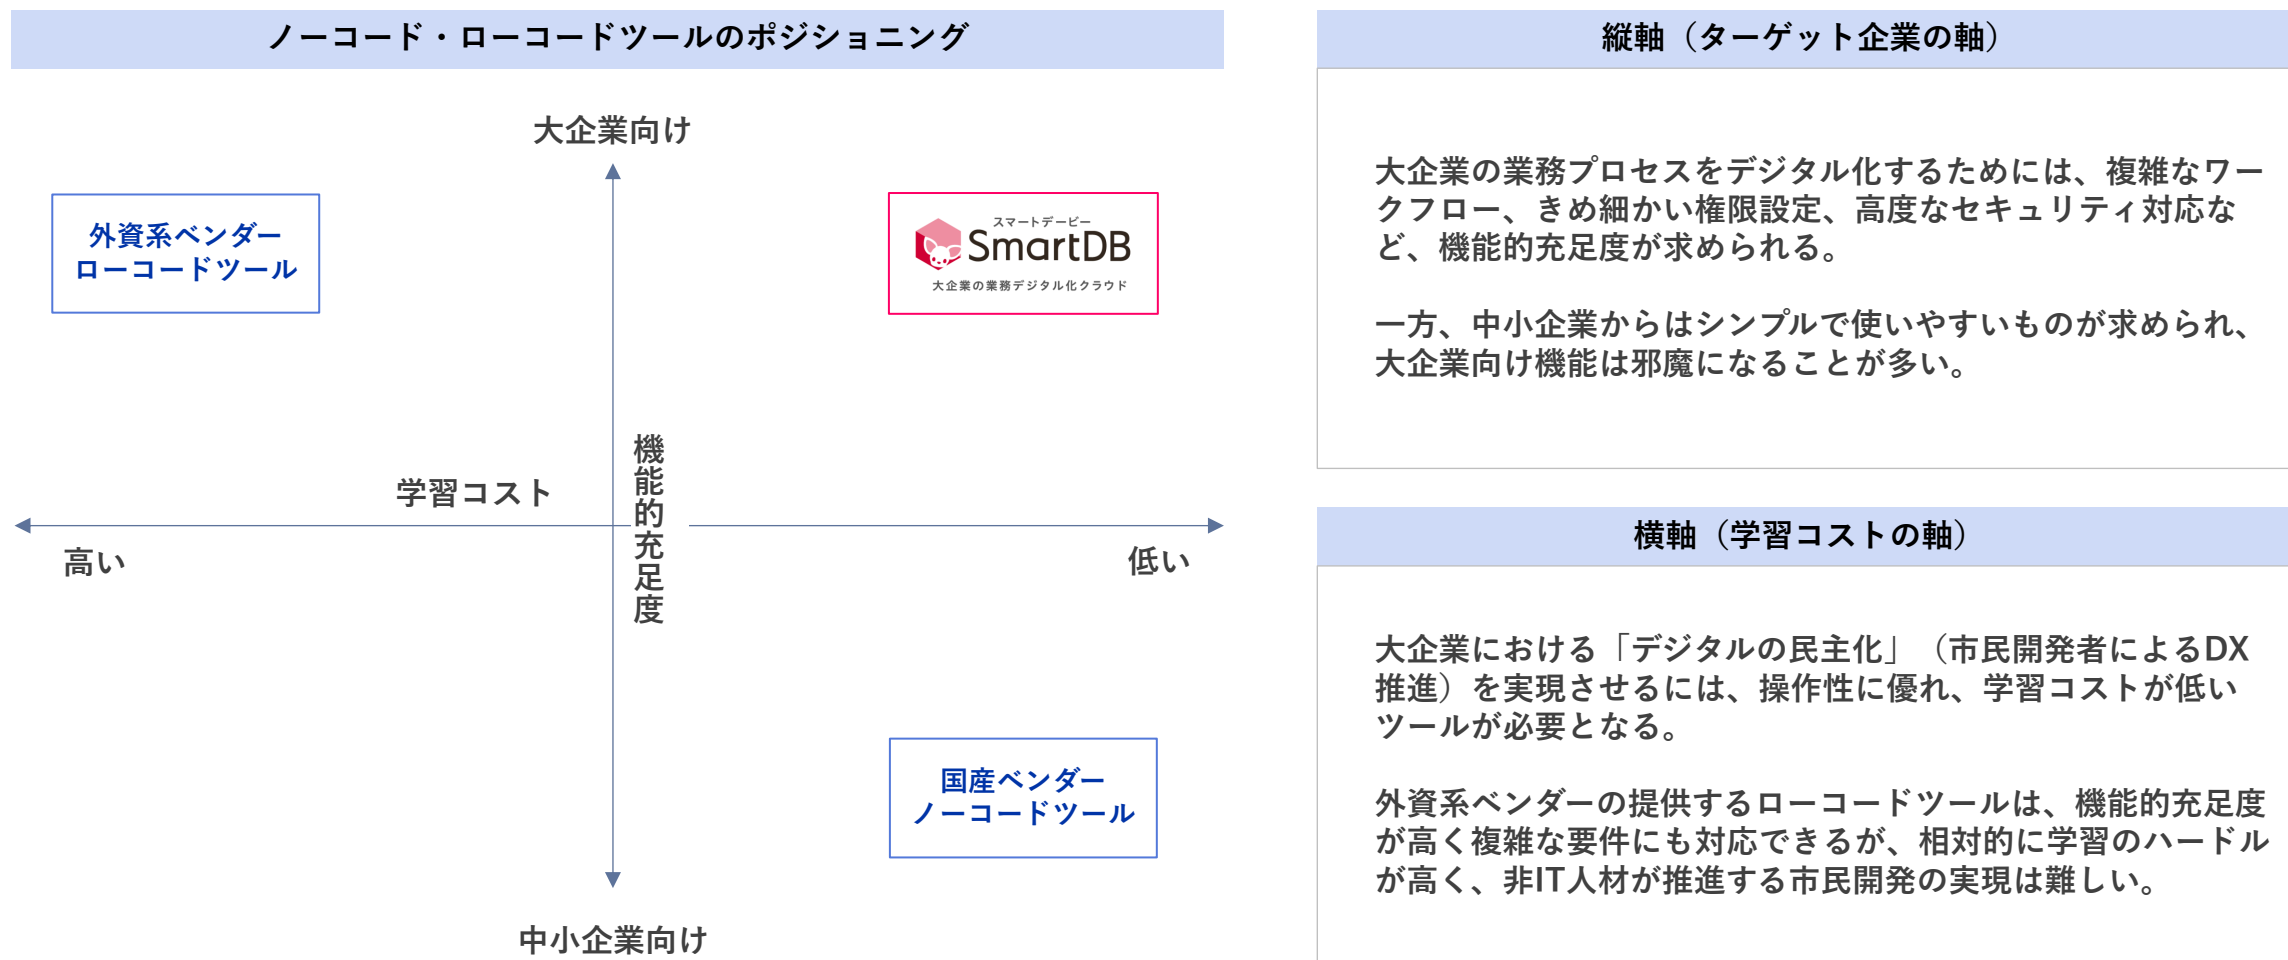 ノーコード・ローコードツールのポジショニング
大企業向け
外資系ベンダー
ローコードツール
スマートデービー
SmartDB
大企業の業務デジタル化クラウド
学習コスト
機能的充足度
高い
低い
国産ベンダー
ノーコードツール
中小企業向け
縦軸（ターゲット企業の軸）
大企業の業務プロセスをデジタル化するためには、複雑なワー
クフロー、きめ細かい権限設定、高度なセキュリティ対応な
ど、機能的充足度が求められる。
一方、中小企業からはシンプルで使いやすいものが求められ、
大企業向け機能は邪魔になることが多い。
横軸（学習コストの軸）
大企業における「デジタルの民主化」（市民開発者によるDX
推進）を実現させるには、操作性に優れ、学習コストが低い
ツールが必要となる。
外資系ベンダーの提供するローコードツールは、機能的充足度
が高く複雑な要件にも対応できるが、相対的に学習のハードル
が高く、非IT人材が推進する市民開発の実現は難しい。